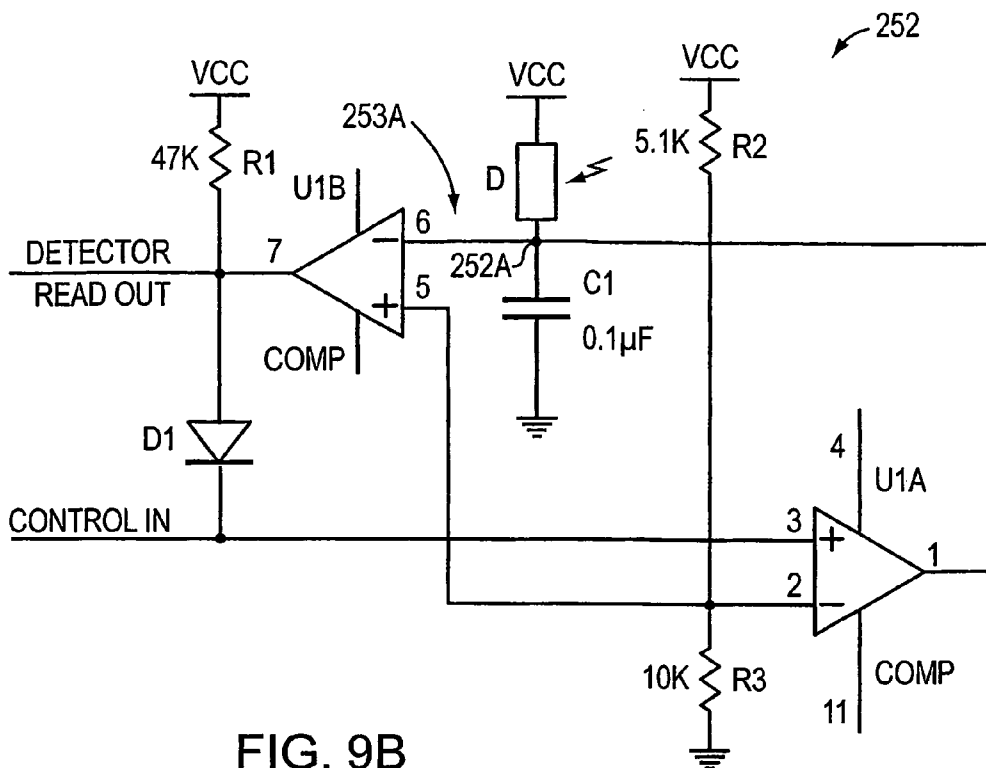 252
VCC
VCC
VCC
253A
47K
R1
D
5.1K
R2
U1B
6
7
DETECTOR
READ OUT
−
252A
5
+
C1
0.1µF
COMP
4
D1
U1A
CONTROL IN
3
+
1
2
−
10K
R3
COMP
11
FIG. 9B